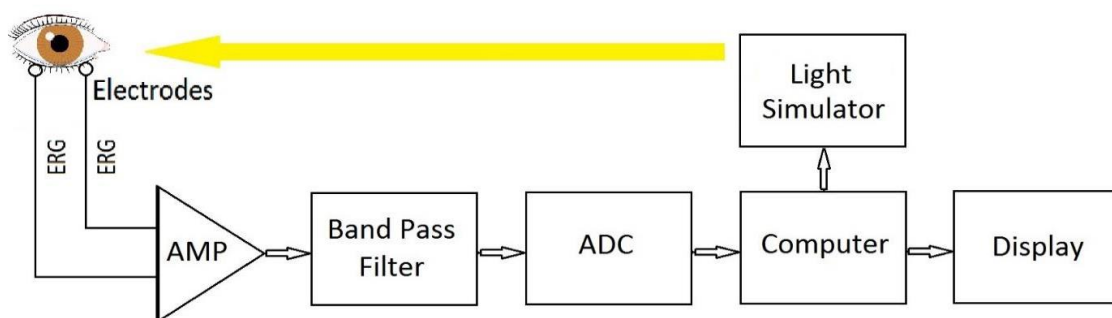 Light
Simulator
Electrodes
ERG
ERG
AMP
Band Pass
Filter
ADC
Computer
Display